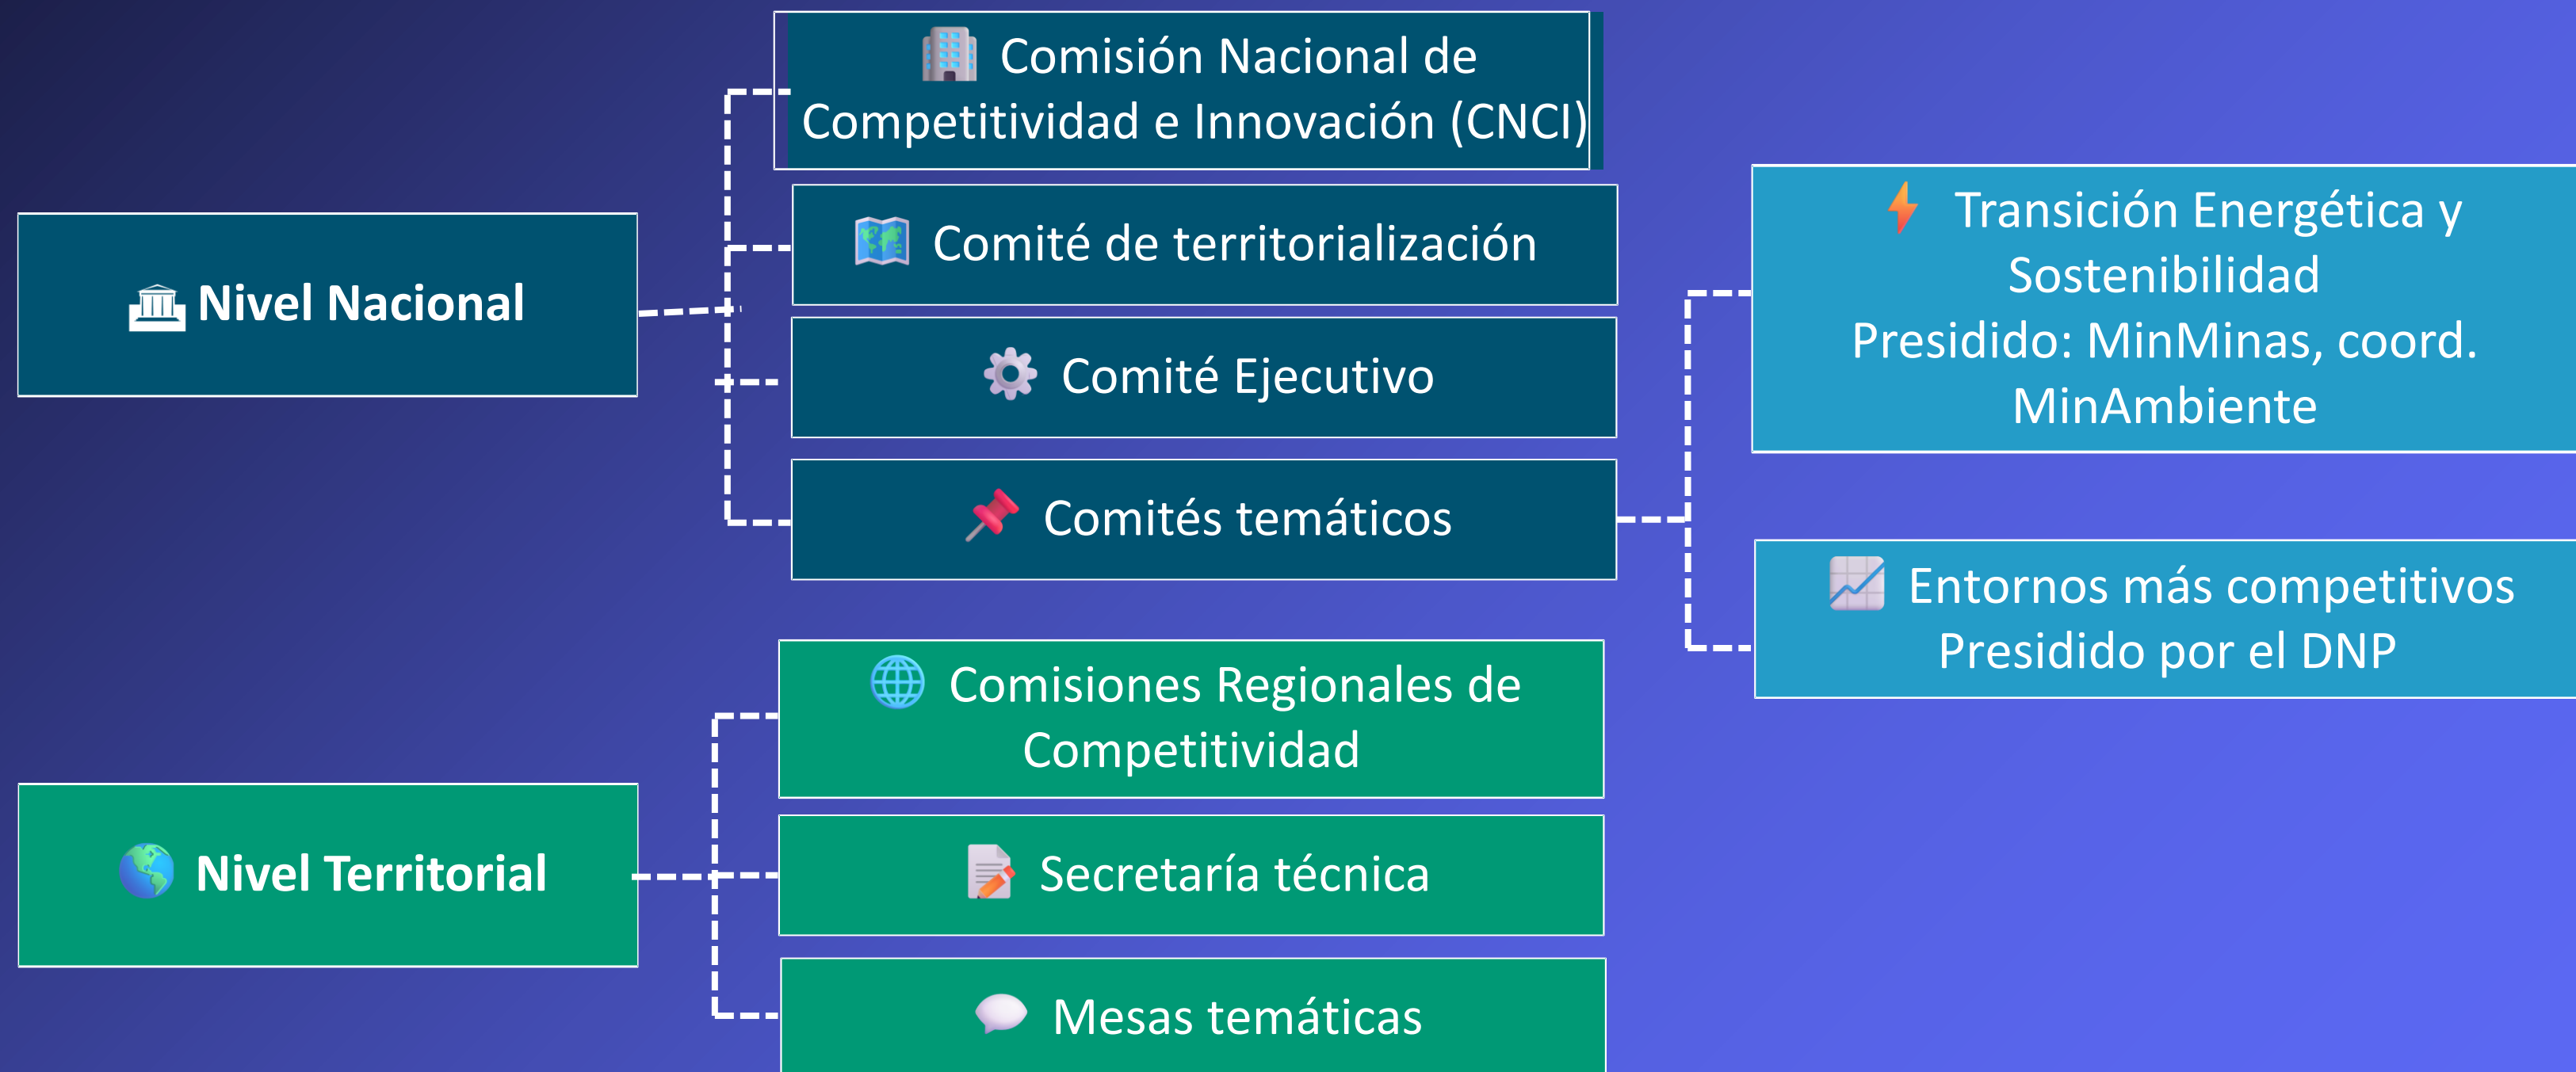 Nivel Nacional
Comisión Nacional de
Competitividad e Innovación (CNCI)
Comité de territorialización
Comité Ejecutivo
Comités temáticos
Transición Energética y
Sostenibilidad
Presidido: MinMinas, coord.
MinAmbiente
Entornos más competitivos
Presidido por el DNP
Nivel Territorial
Comisiones Regionales de
Competitividad
Secretaría técnica
Mesas temáticas